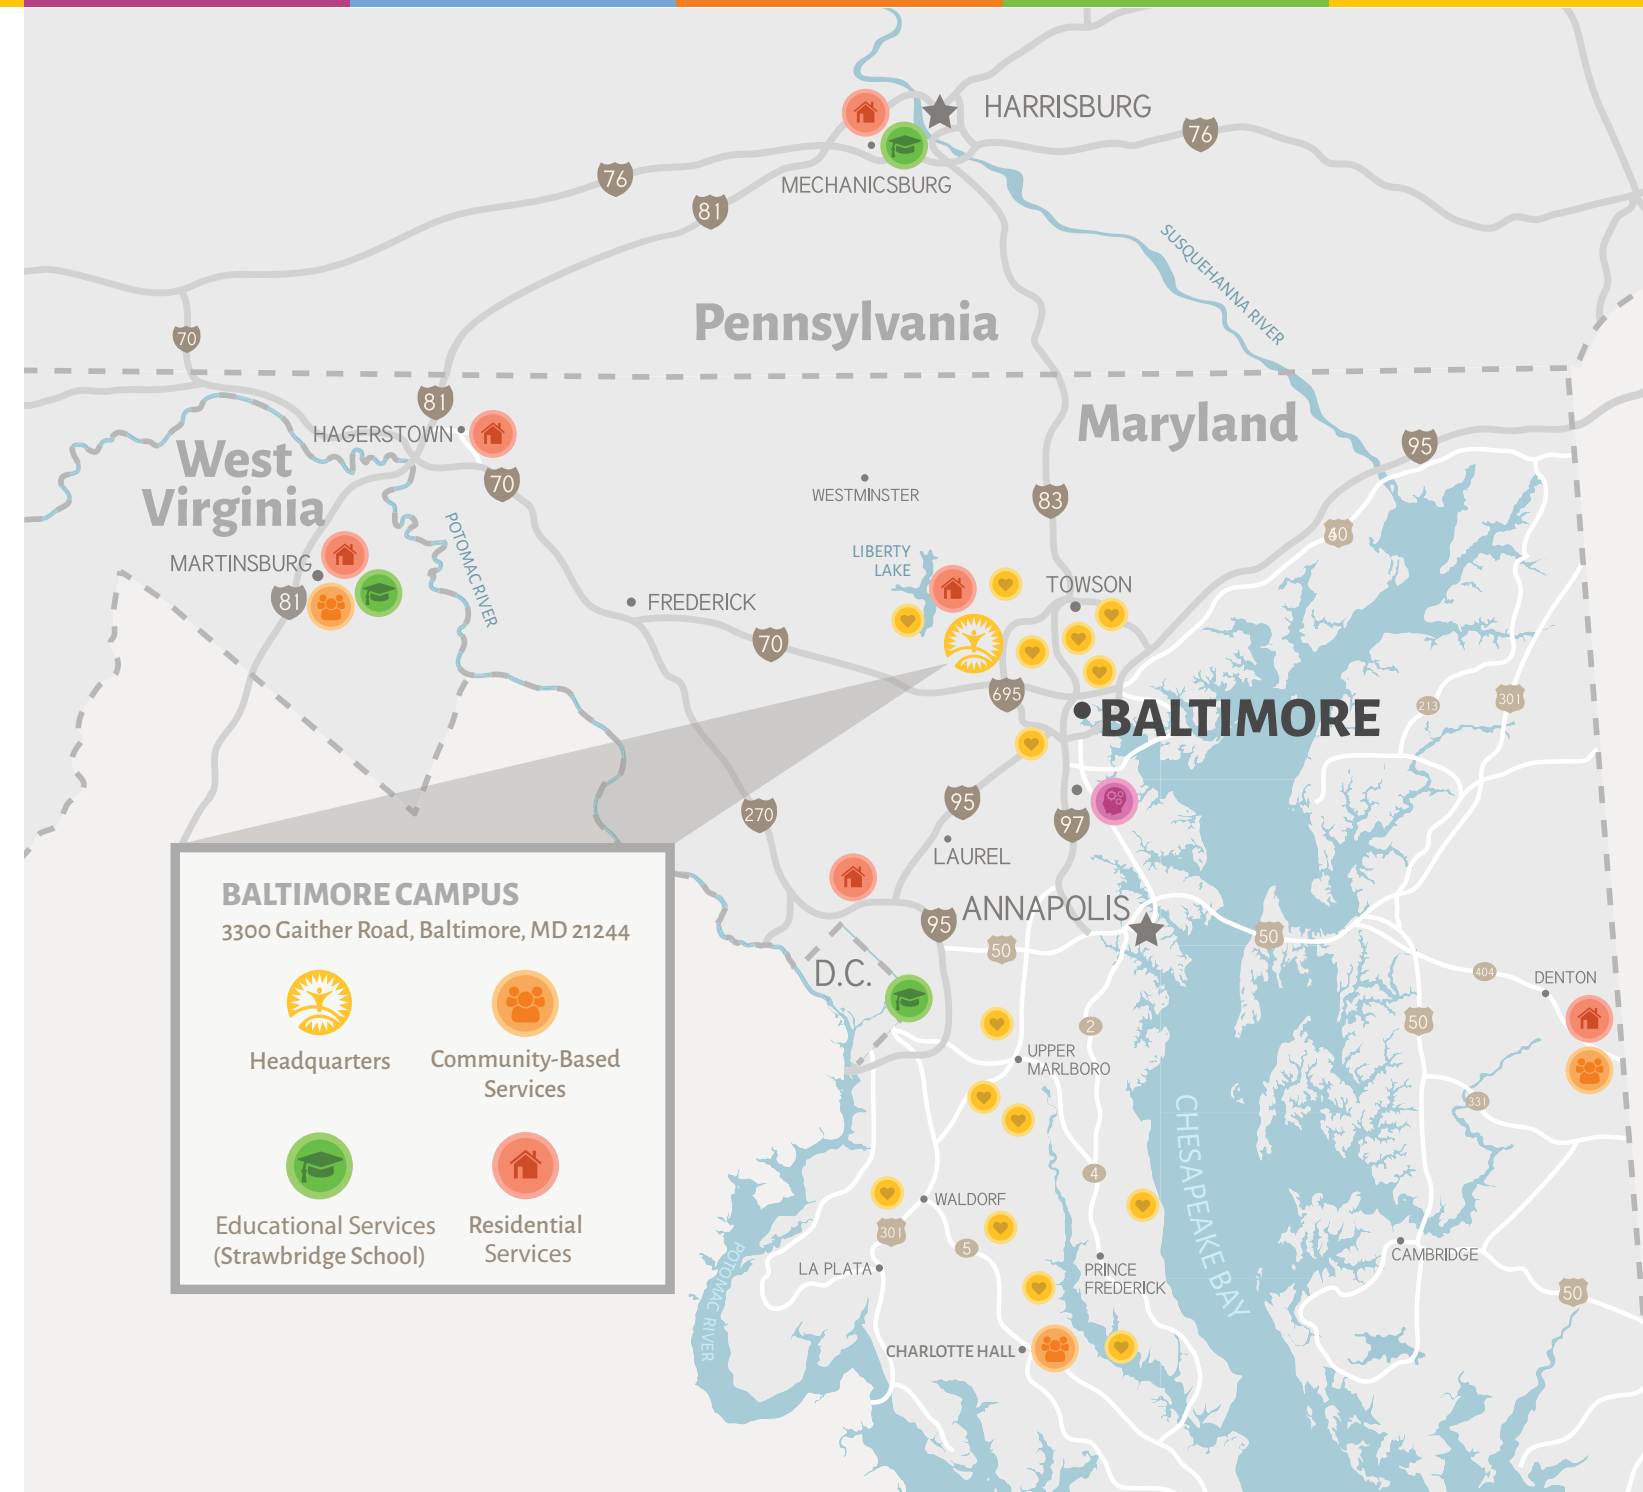 HARRISBURG
76
76
MECHANICSBURG
81
SUSQUEHANNA RIVER
Pennsylvania
70
81
Maryland
HAGERSTOWN
95
West
Virginia
70
WESTMINSTER
83
POTOMAC RIVER
40
LIBERTY
LAKE
MARTINSBURG
TOWSON
81
FREDERICK
70
695
301
213
BALTIMORE
95
270
97
LAUREL
BALTIMORE CAMPUS
3300 Gaither Road, Baltimore, MD 21244
Headquarters
Community-Based
Services
Educational Services
(Strawbridge School)
Residential
Services
ANNAPOLIS
95
50
50
D.C.
404
DENTON
2
50
UPPER
MARLBORO
331
CHESAPEAKE BAY
4
WALDORF
301
5
POTOMAC RIVER
LA PLATA
PRINCE
FREDERICK
CAMBRIDGE
50
CHARLOTTE HALL